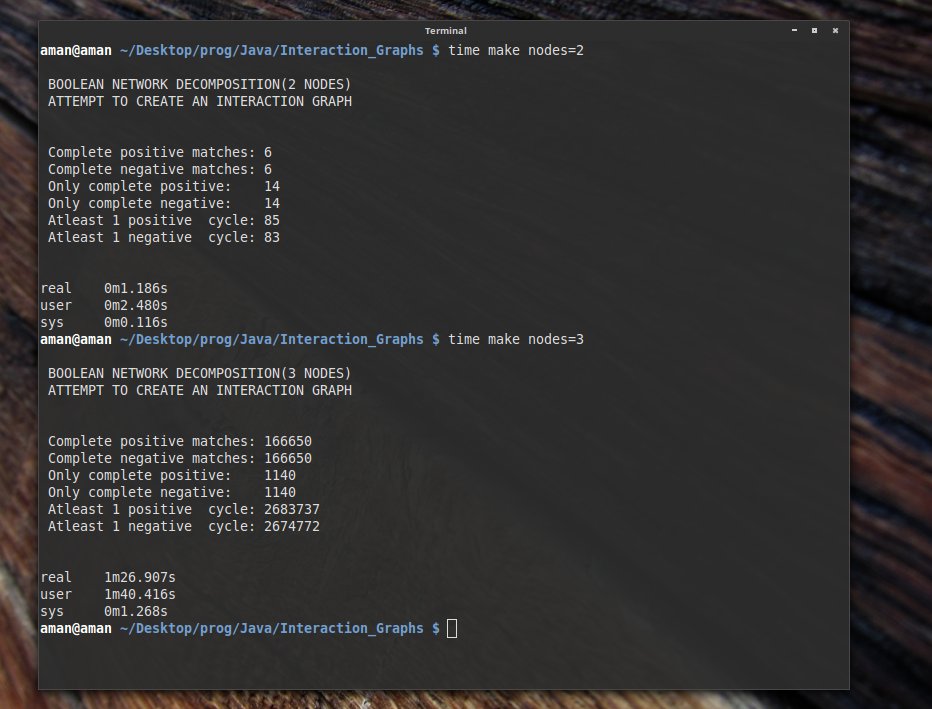 Terminal
aman@aman ~/Desktop/prog/Java/Interaction_Graphs $ time make nodes=2
BOOLEAN NETWORK DECOMPOSITION(2 NODES)
ATTEMPT TO CREATE AN INTERACTION GRAPH
Complete positive matches: 6
Complete negative matches: 6
Only complete positive:    14
Only complete negative:    14
Atleast 1 positive  cycle: 85
Atleast 1 negative  cycle: 83
real    0m1.186s
user    0m2.480s
sys     0m0.116s
aman@aman ~/Desktop/prog/Java/Interaction_Graphs $ time make nodes=3
BOOLEAN NETWORK DECOMPOSITION(3 NODES)
ATTEMPT TO CREATE AN INTERACTION GRAPH
Complete positive matches: 166650
Complete negative matches: 166650
Only complete positive:    1140
Only complete negative:    1140
Atleast 1 positive  cycle: 2683737
Atleast 1 negative  cycle: 2674772
real    1m26.907s
user    1m40.416s
sys     0m1.268s
aman@aman ~/Desktop/prog/Java/Interaction_Graphs $